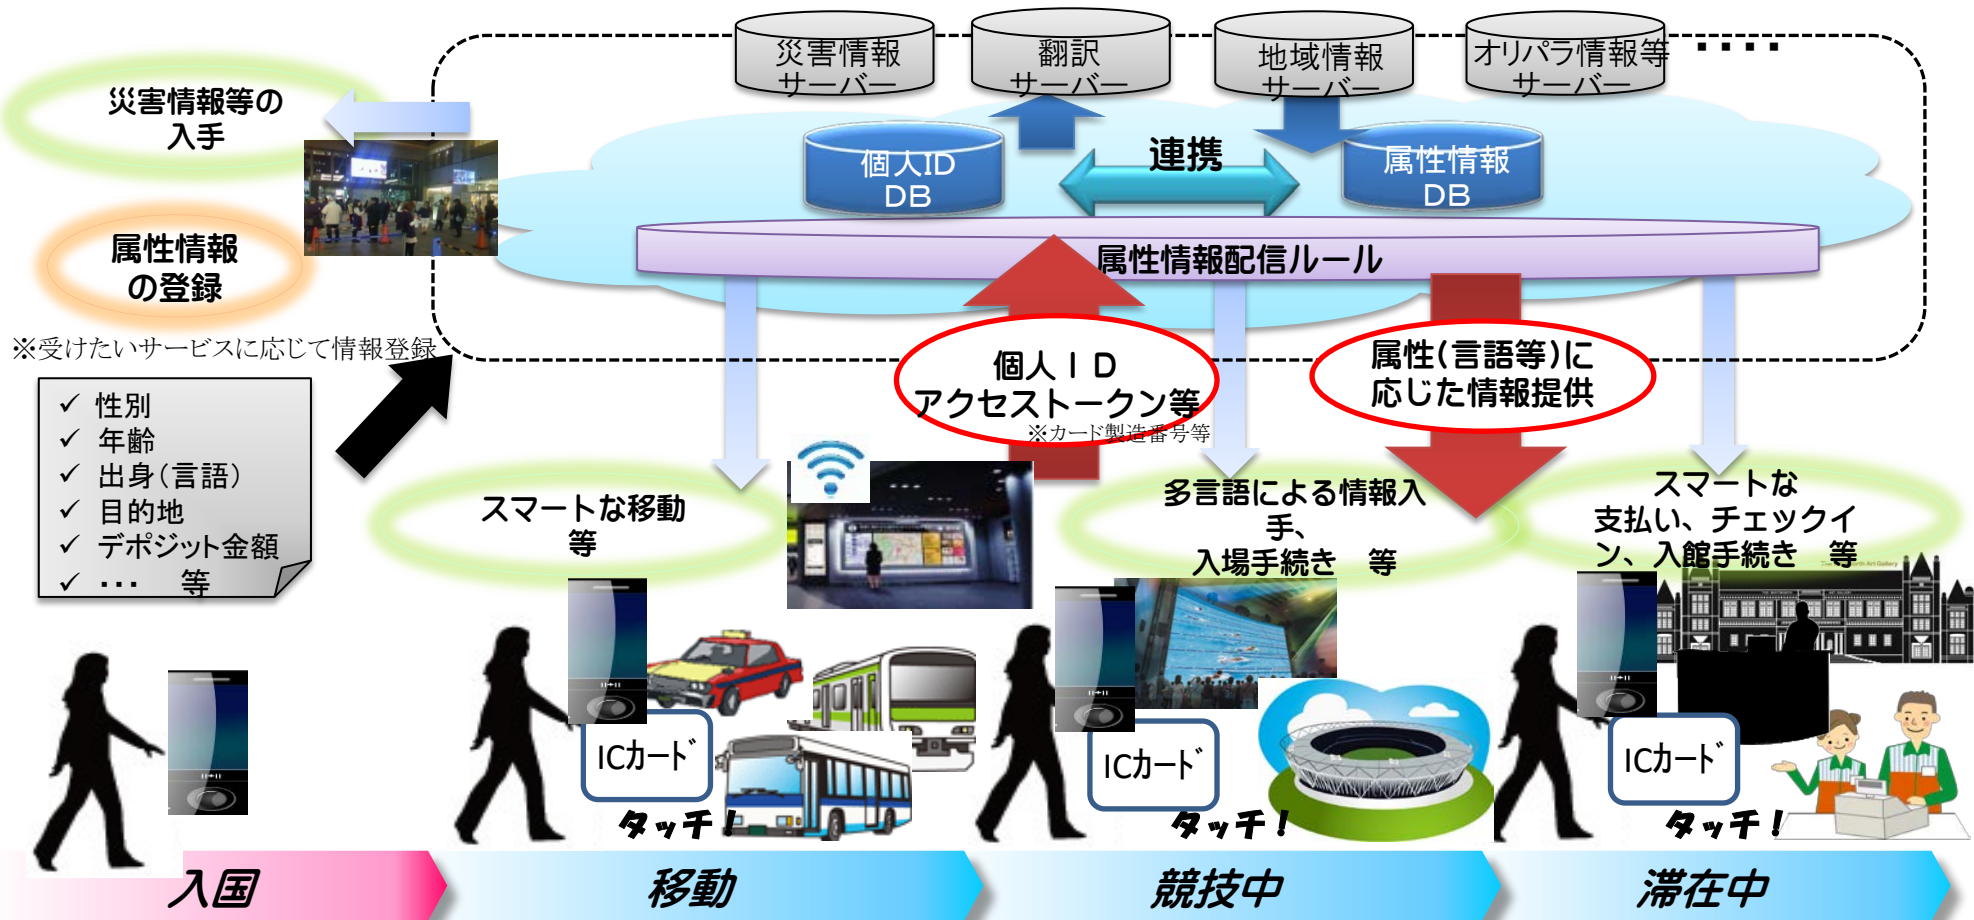 災害情報
サーバー
翻訳
サーバー
地域情報
サーバー
オリパラ情報等
サーバー
・・・・
災害情報等の
入手
個人ID
DB
連携
属性情報
DB
属性情報
の登録
属性情報配信ルール
※受けたいサービスに応じて情報登録
✓ 性別
✓ 年齢
✓ 出身(言語)
✓ 目的地
✓ デポジット金額
✓ ・・・ 等
個人ID
アクセストークン等
※カード製造番号等
属性(言語等)に
応じた情報提供
スマートな移動
等
多言語による情報入
手、
入場手続き 等
スマートな
支払い、チェックイ
ン、入館手続き 等
ICカード
タッチ!
ICカード
タッチ!
ICカード
タッチ!
入国
移動
競技中
滞在中